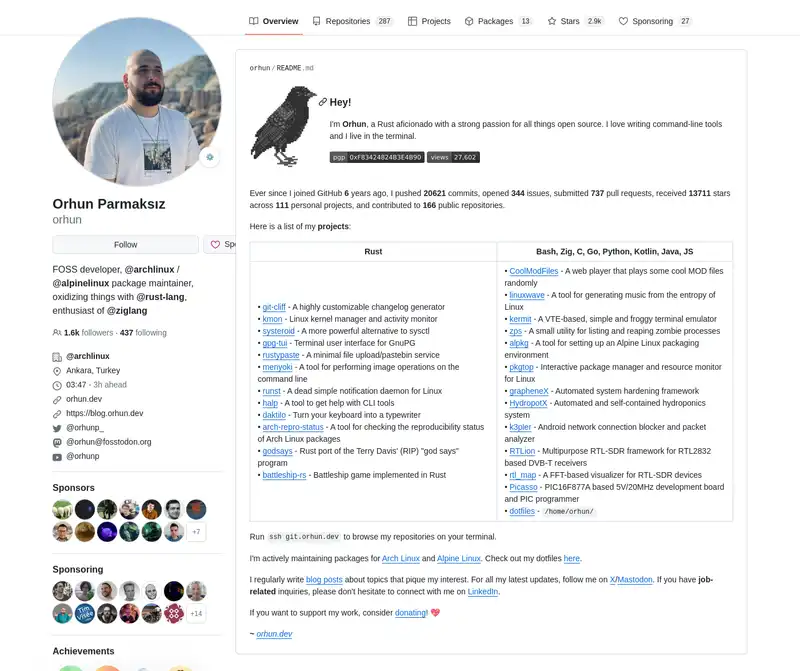 Overview
Repositories 287
Projects
Packages 13
Stars 2.9k
Sponsoring 27
Orhun Parmaksız
orhun
Follow
FOSS developer, @archlinux /
@alpinelinux package maintainer,
oxidizing things with @rust-lang,
enthusiast of @ziglang
1.6k followers · 437 following
@archlinux
Ankara, Turkey
03:47 - 3h ahead
orhun.dev
https://blog.orhun.dev
@orhunp_
@orhun@fosstodon.org
@orhunp
Sponsors
+7
Sponsoring
+14
Achievements
orhun / README.md
Hey!
I'm Orhun, a Rust aficionado with a strong passion for all things open source. I love writing command-line tools
and I live in the terminal.
pgp 0xF83424824B3E4B90 views 27,602
Ever since I joined GitHub 6 years ago, I pushed 20621 commits, opened 344 issues, submitted 737 pull requests, received 13711 stars
across 111 personal projects, and contributed to 166 public repositories.
Here is a list of my projects:
Rust
• git-cliff - A highly customizable changelog generator
• kmon - Linux kernel manager and activity monitor
• systeroid - A more powerful alternative to sysctl
• gpg-tui - Terminal user interface for GnuPG
• rustypaste - A minimal file upload/pastebin service
• menyoki - A tool for performing image operations on the
command line
• runst - A dead simple notification daemon for Linux
• halp - A tool to get help with CLI tools
• daktilo - Turn your keyboard into a typewriter
• arch-repro-status - A tool for checking the reproducibility status
of Arch Linux packages
• godsays - Rust port of the Terry Davis' (RIP) "god says"
program
• battleship-rs - Battleship game implemented in Rust
Bash, Zig, C, Go, Python, Kotlin, Java, JS
• CoolModFiles - A web player that plays some cool MOD files
randomly
• linuxwave - A tool for generating music from the entropy of
Linux
• kermit - A VTE-based, simple and froggy terminal emulator
• zps - A small utility for listing and reaping zombie processes
• alpkg - A tool for setting up an Alpine Linux packaging
environment
• pkgtop - Interactive package manager and resource monitor
for Linux
• grapheneX - Automated system hardening framework
• HydropotX - Automated and self-contained hydroponics
system
• k3pler - Android network connection blocker and packet
analyzer
• RTLion - Multipurpose RTL-SDR framework for RTL2832
based DVB-T receivers
• rtl_map - A FFT-based visualizer for RTL-SDR devices
• Picasso - PIC16F877A based 5V/20MHz development board
and PIC programmer
• dotfiles - /home/orhun/
Run ssh git.orhun.dev to browse my repositories on your terminal.
I'm actively maintaining packages for Arch Linux and Alpine Linux. Check out my dotfiles here.
I regularly write blog posts about topics that pique my interest. For all my latest updates, follow me on X/Mastodon. If you have job-
related inquiries, please don't hesitate to connect with me on LinkedIn.
If you want to support my work, consider donating! 💖
~ orhun.dev